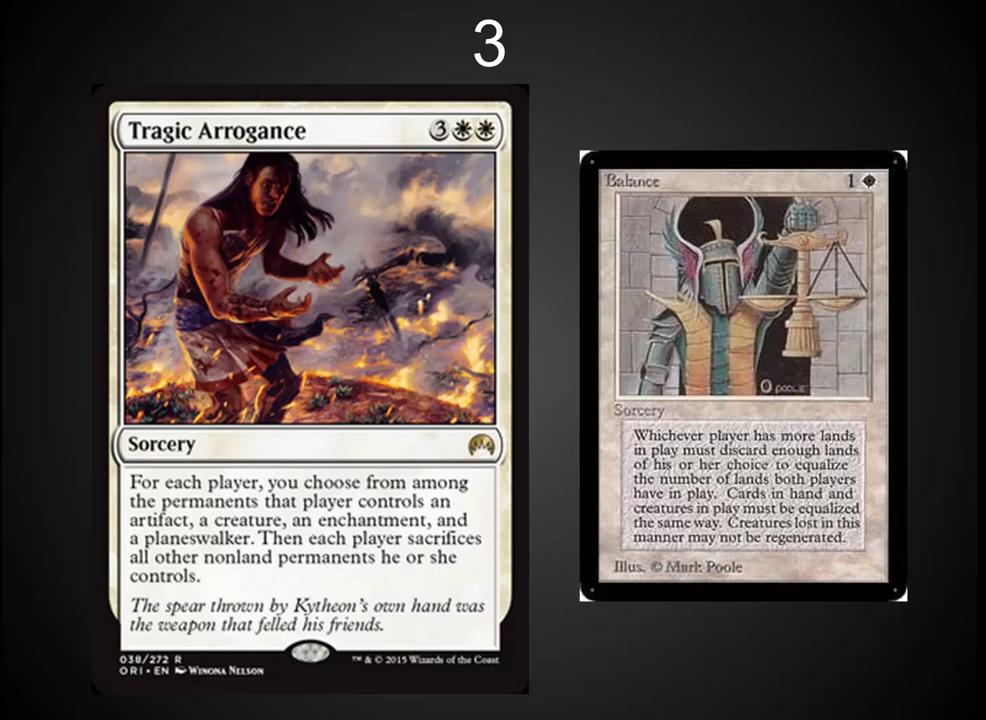 3
Tragic Arrogance 3
Sorcery
For each player, you choose from among
the permanents that player controls an
artifact, a creature, an enchantment, and
a planeswalker. Then each player sacrifices
all other nonland permanents he or she
controls.
The spear thrown by Kytheon's own hand was
the weapon that felled his friends.
038/272 R
ORI • EN Winona Nelson
™ & © 2015 Wizards of the Coast
Balance 1
© POOLE
Sorcery
Whichever player has more lands
in play must discard enough lands
of his or her choice to equalize
the number of lands both players
have in play. Cards in hand and
creatures in play must be equalized
the same way. Creatures lost in this
manner may not be regenerated.
Illus. © Mark Poole